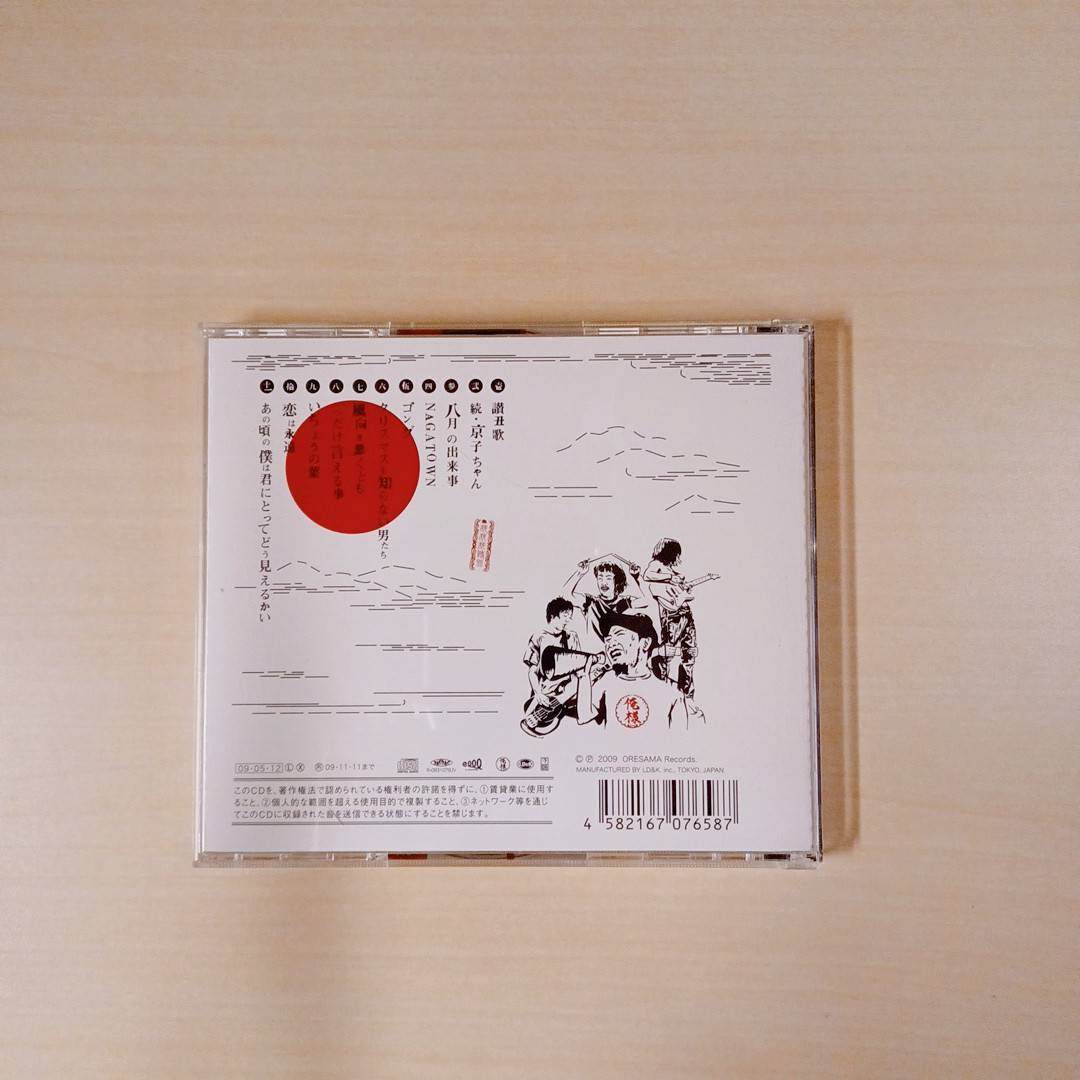 壱 讃丑歌
弐 続・京子ちゃん
参 八月の出来事
四 NAGATOWN
伍 ゴンゾ
六 クリスマスを知らない男たち
七 風向き悪くとも
八 だけ言える事
九 いちょうの葉
拾 恋は永遠
十一 あの頃の僕は君にとってどう見えるかい
俺様
09・05・12 L X 再 09・11・11まで
このCDを、著作権法で認められている権利者の許諾を得ずに、①賃貸業に使用す
ること、②個人的な範囲を超える使用目的で複製すること、③ネットワーク等を通じ
てこのCDに収録された音を送信できる状態にすることを禁じます。
© ℗ 2009 ORESAMA Records.
MANUFACTURED BY LD&K inc., TOKYO, JAPAN
4 582167 076587